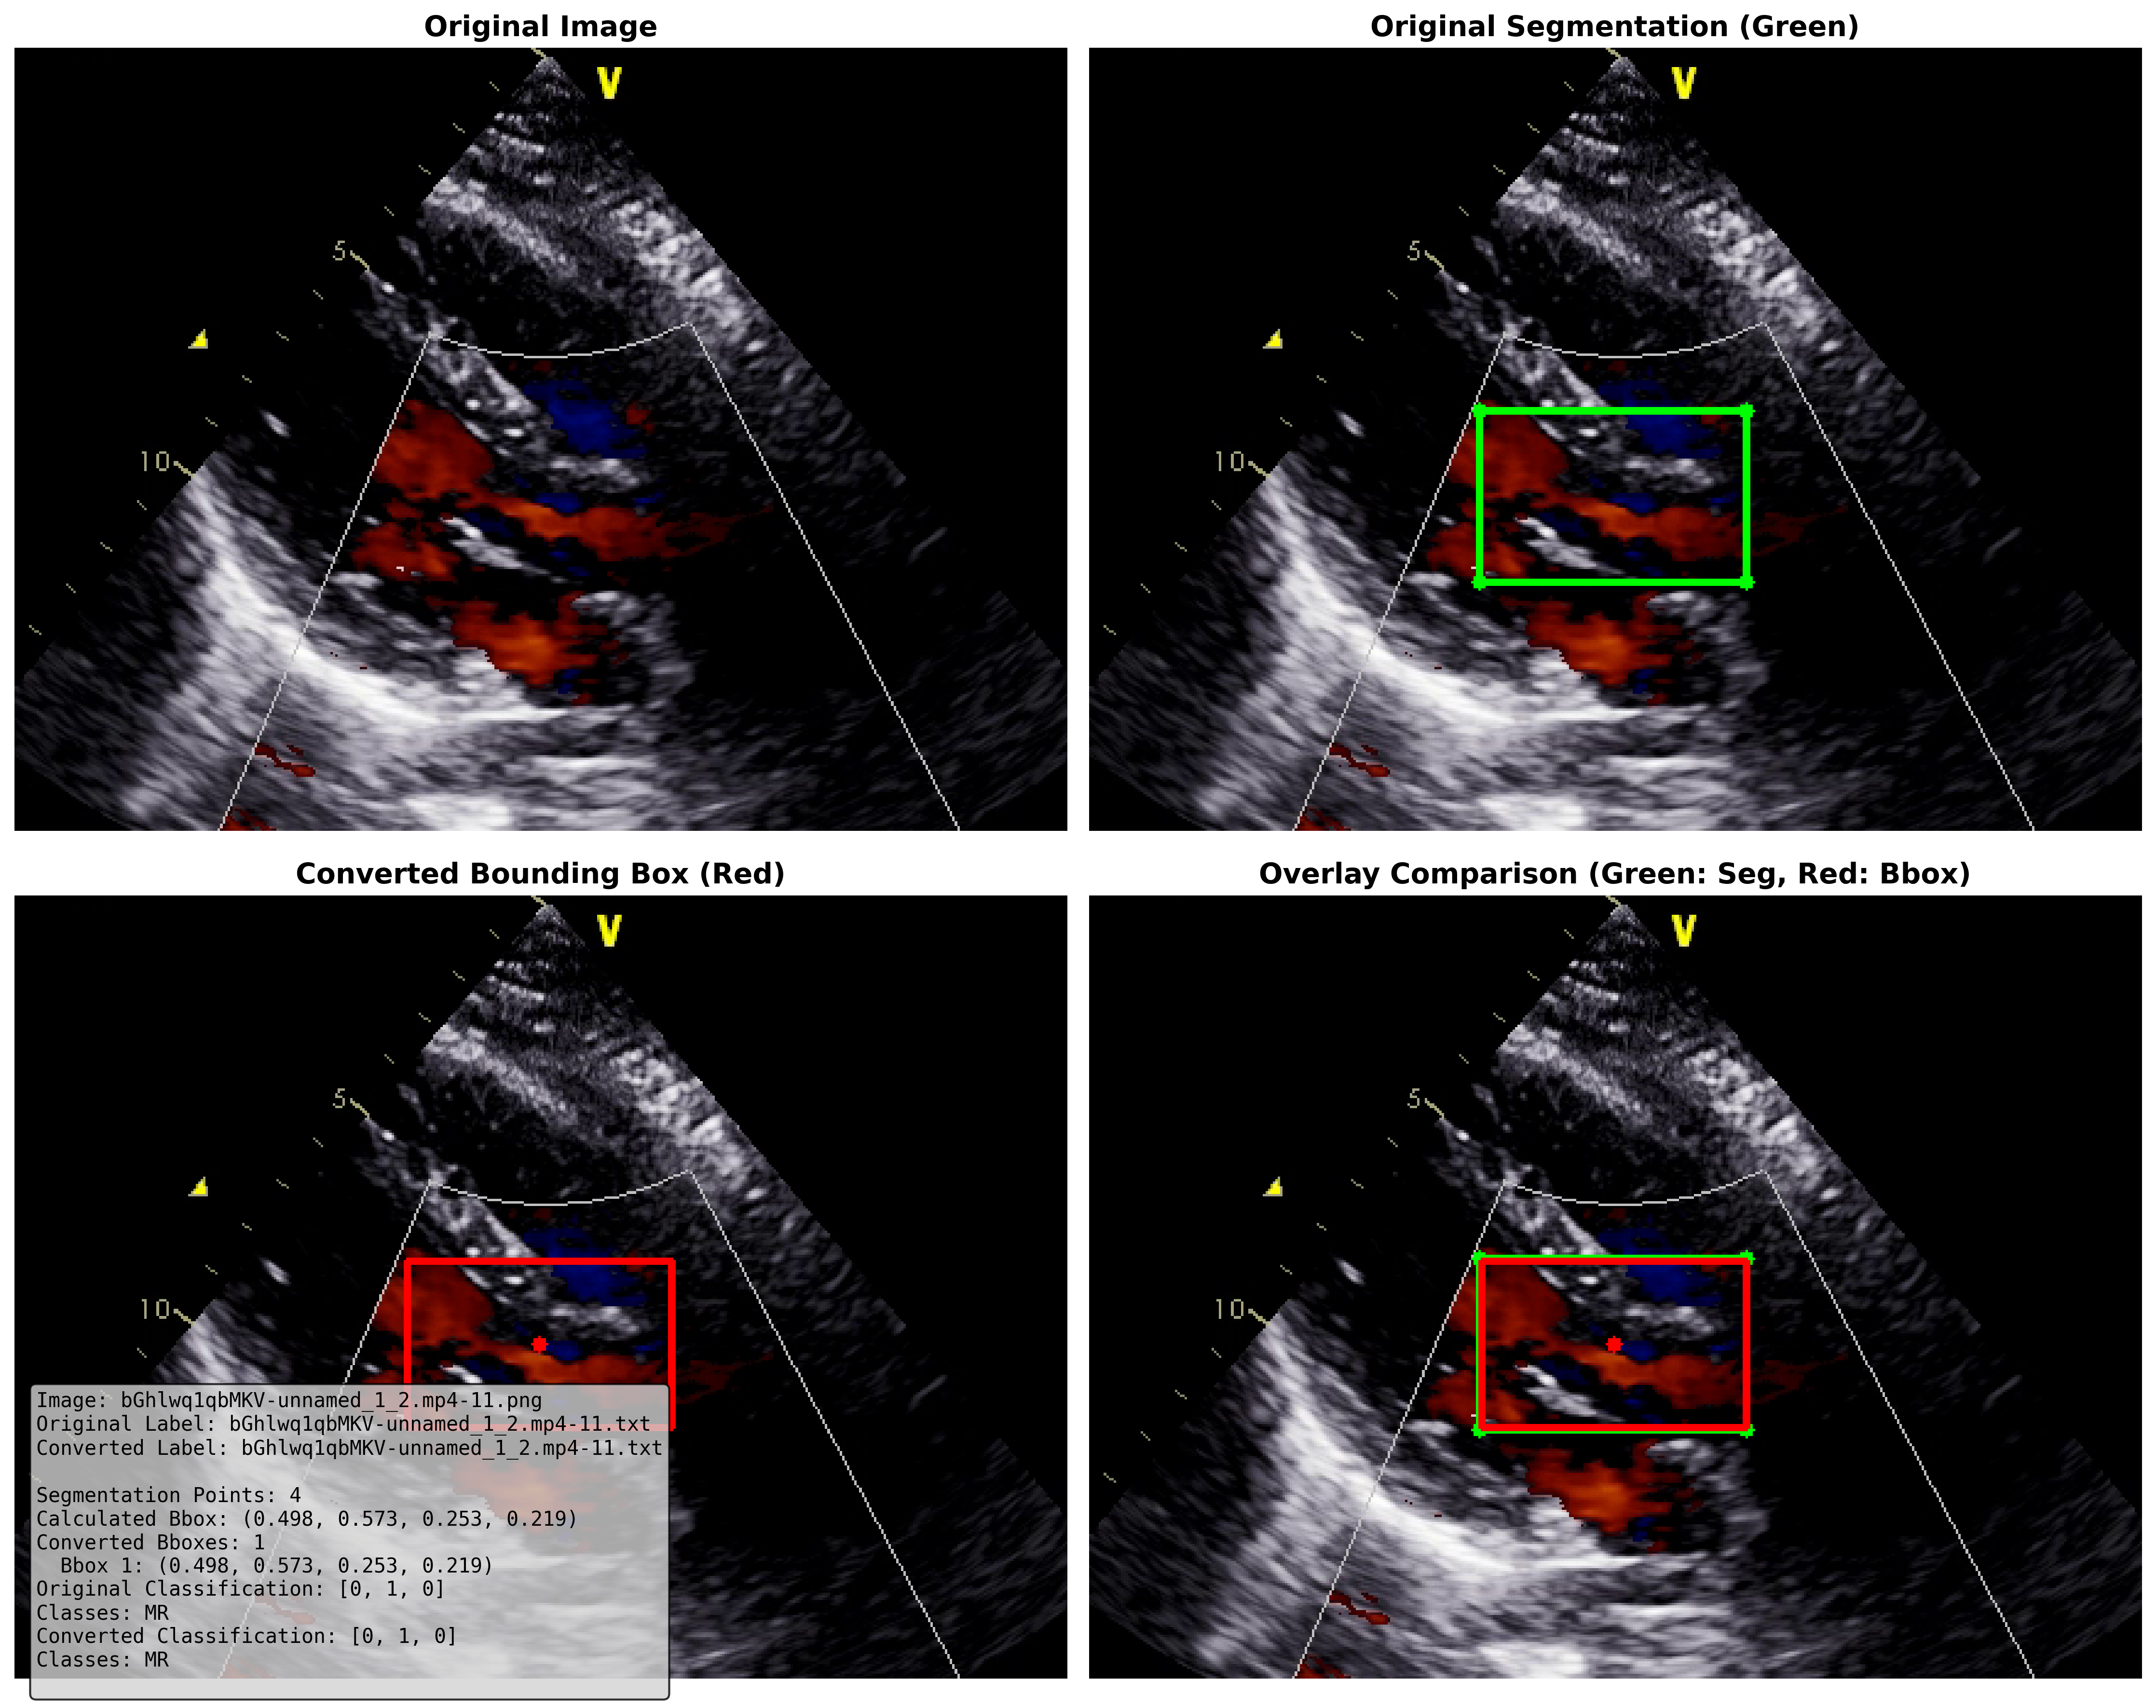 Original Image
Original Segmentation (Green)
V
5
10
V
5
10
Converted Bounding Box (Red)
Overlay Comparison (Green: Seg, Red: Bbox)
V
5
10
V
5
10
Image: bGhlwq1qbMKV-unnamed_1_2.mp4-11.png
Original Label: bGhlwq1qbMKV-unnamed_1_2.mp4-11.txt
Converted Label: bGhlwq1qbMKV-unnamed_1_2.mp4-11.txt
Segmentation Points: 4
Calculated Bbox: (0.498, 0.573, 0.253, 0.219)
Converted Bboxes: 1
Bbox 1: (0.498, 0.573, 0.253, 0.219)
Original Classification: [0, 1, 0]
Classes: MR
Converted Classification: [0, 1, 0]
Classes: MR